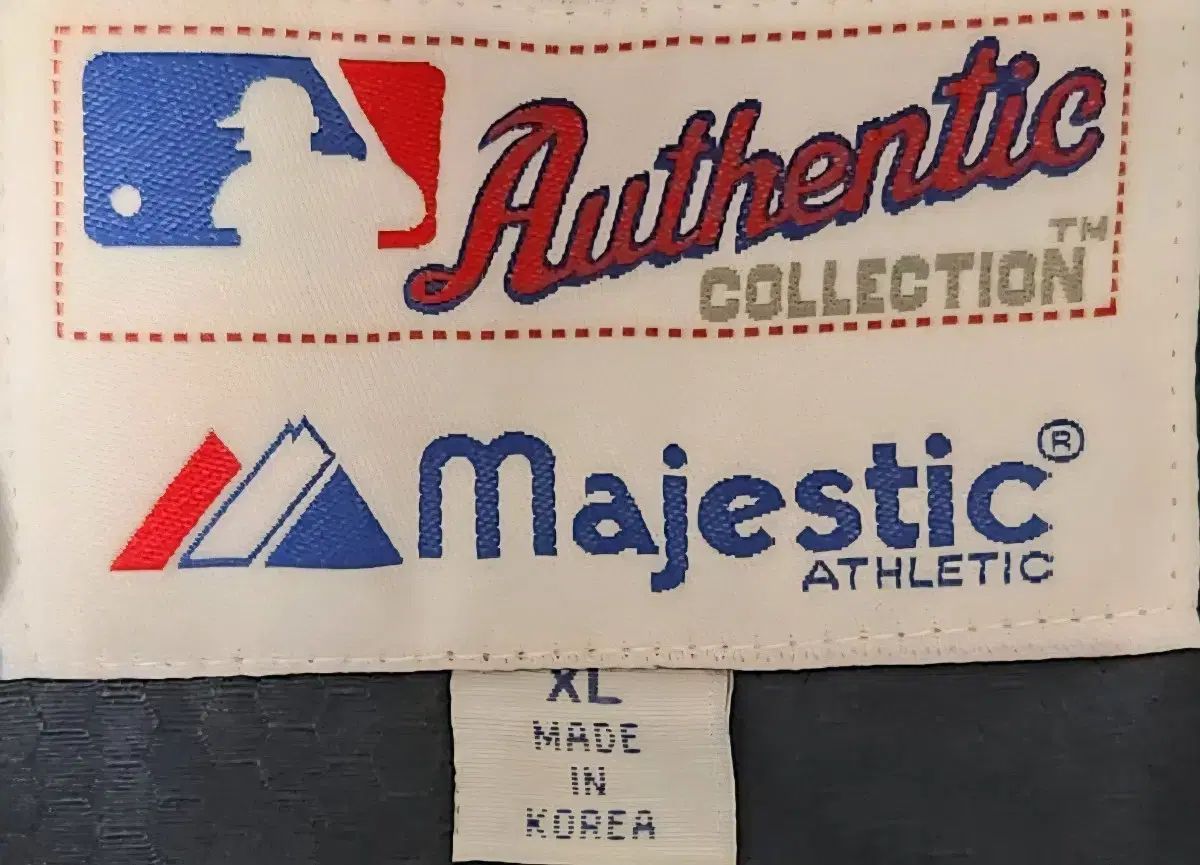 Authentic
COLLECTION™
Majestic®
ATHLETIC
XL
MADE
IN
KOREA